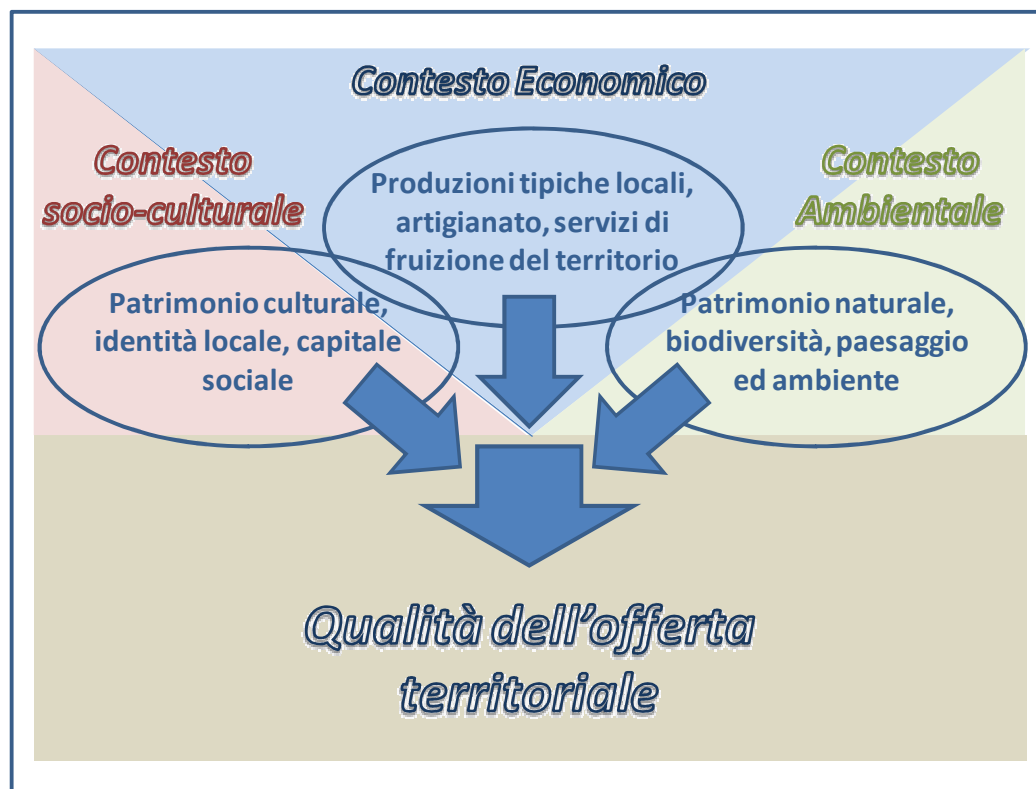 Contesto Economico
Contesto
socio-culturale
Contesto
Ambientale
Produzioni tipiche locali,
artigianato, servizi di
fruizione del territorio
Patrimonio culturale,
identità locale, capitale
sociale
Patrimonio naturale,
biodiversità, paesaggio
ed ambiente
Qualità dell’offerta
territoriale